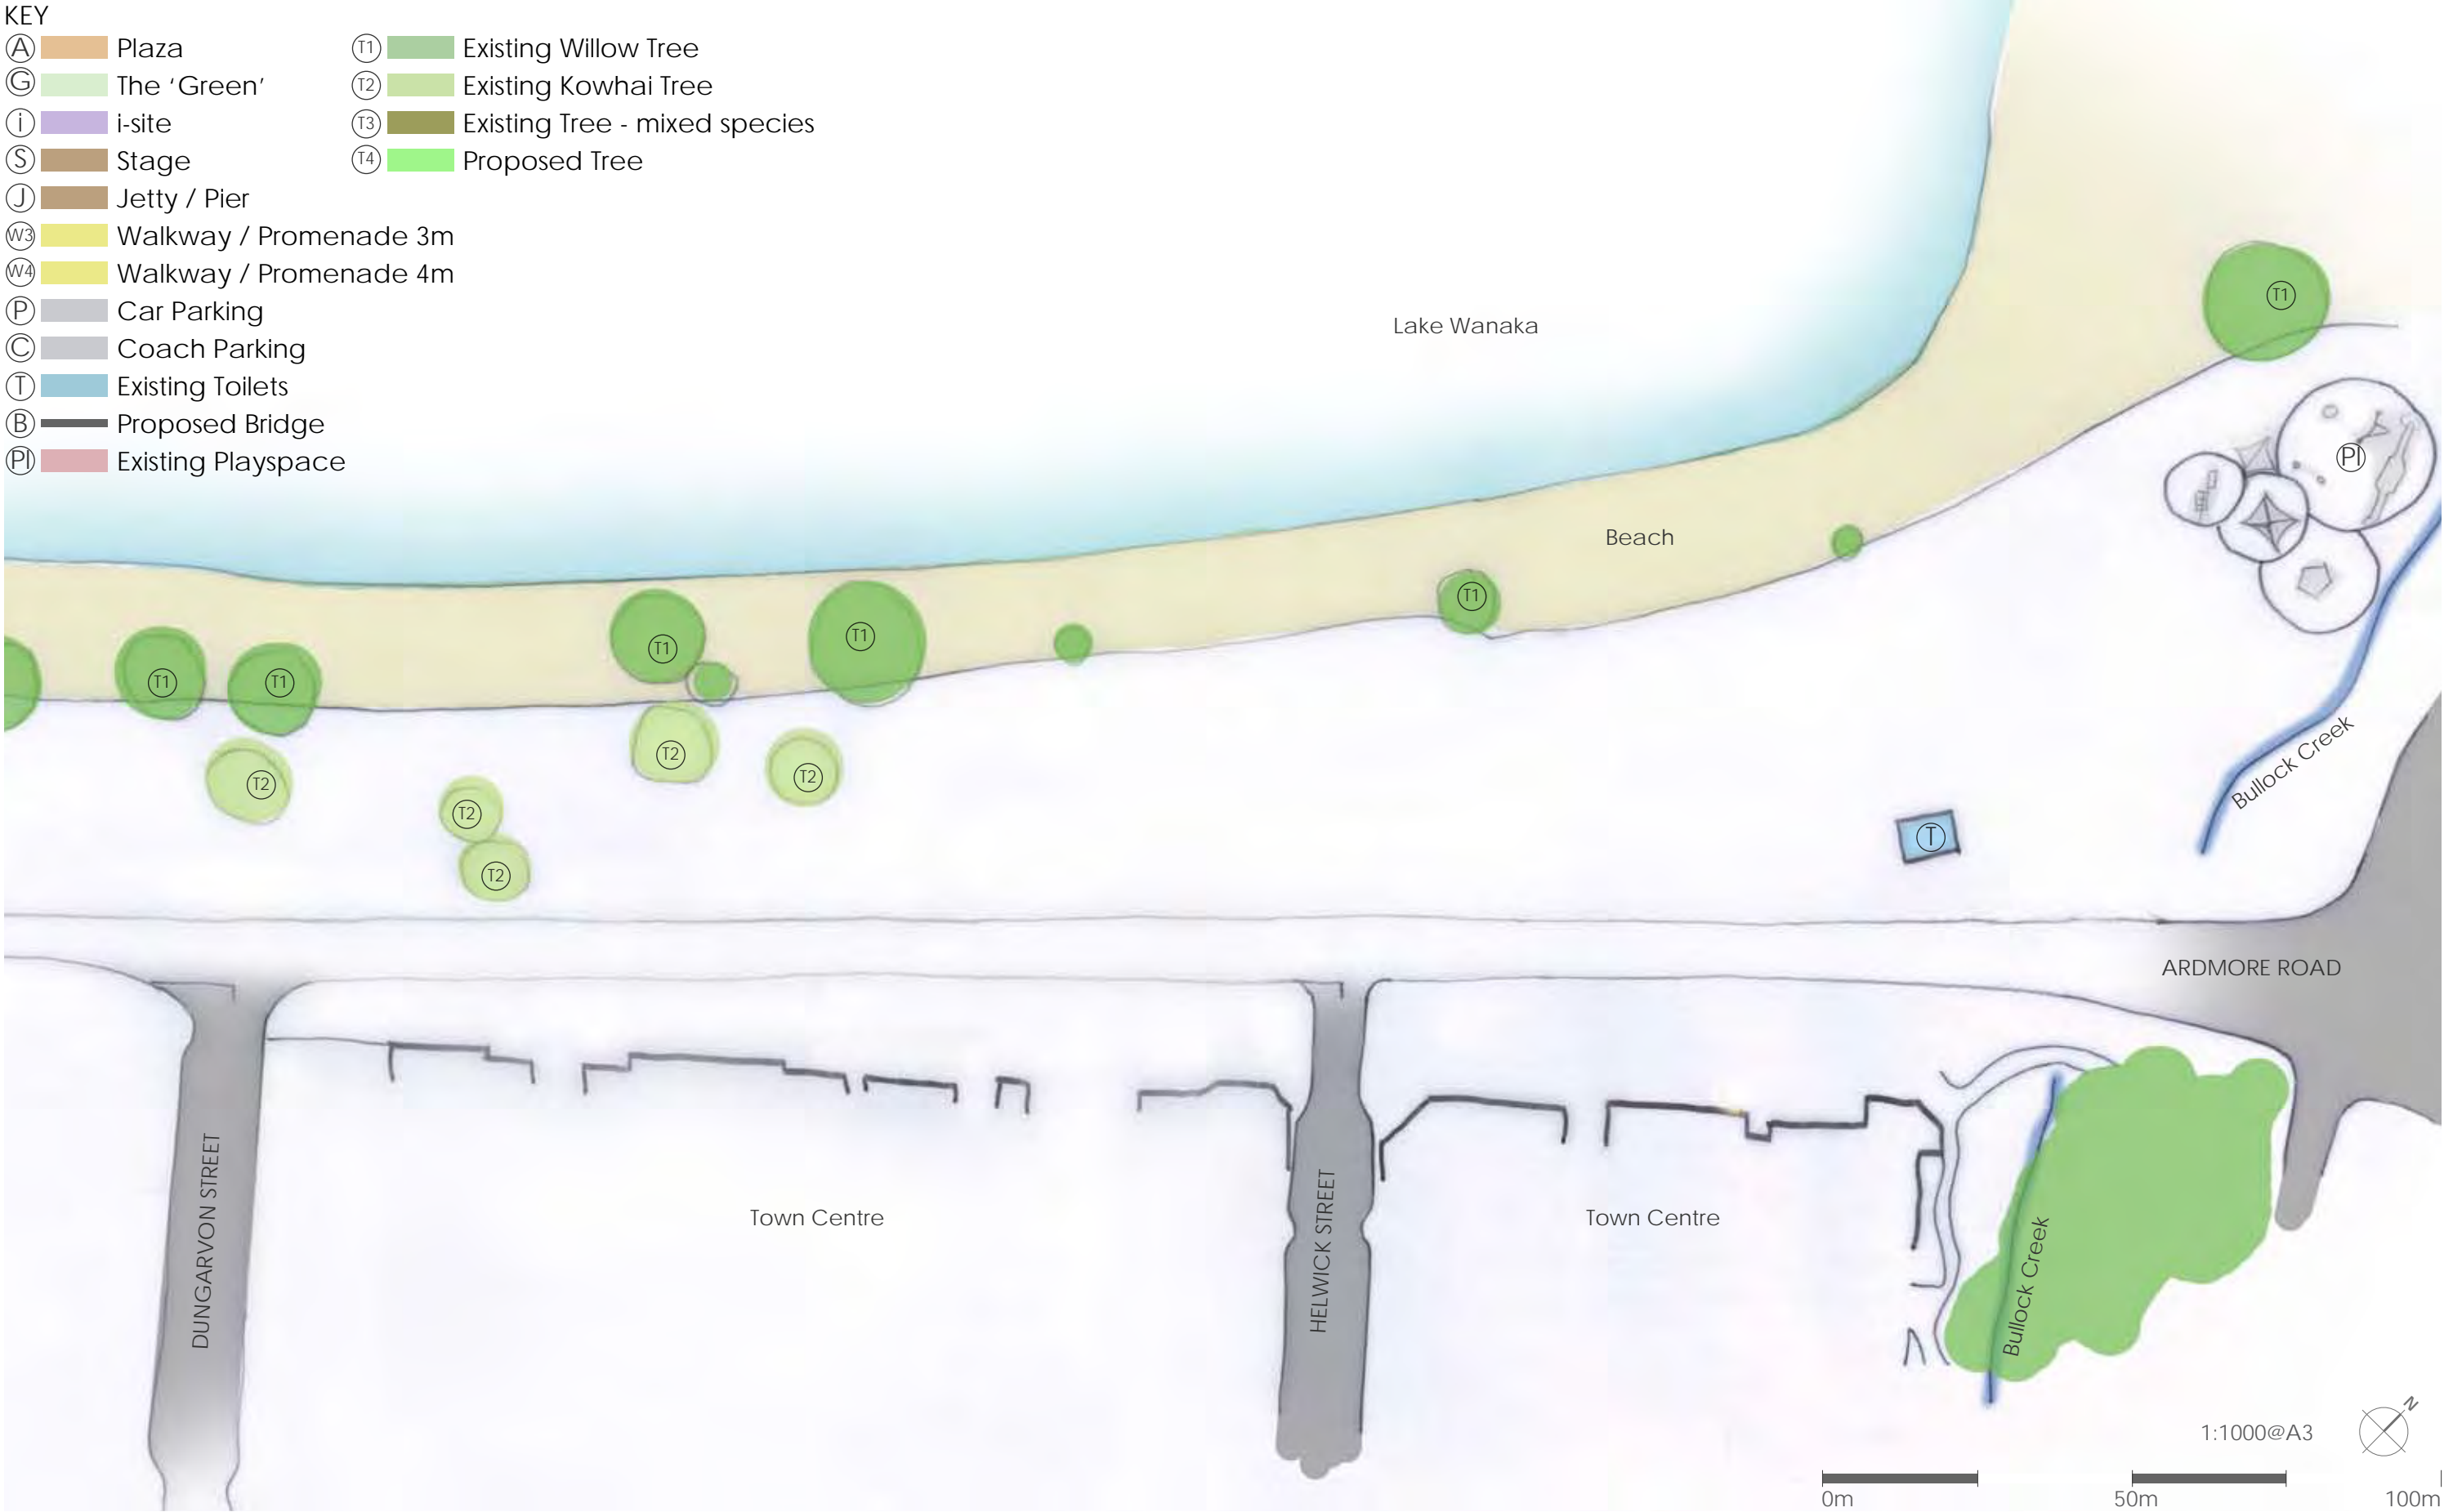 KEY
A Plaza
G The ‘Green’
i i-site
S Stage
J Jetty / Pier
W3 Walkway / Promenade 3m
W4 Walkway / Promenade 4m
P Car Parking
C Coach Parking
T Existing Toilets
B Proposed Bridge
Pl Existing Playspace
T1 Existing Willow Tree
T2 Existing Kowhai Tree
T3 Existing Tree - mixed species
T4 Proposed Tree
T1
Lake Wanaka
Pl
Beach
T1
T1
T1
T1
T1
T2
T2
T2
T2
T2
Bullock Creek
T
ARDMORE ROAD
DUNGARVON STREET
Town Centre
HELWICK STREET
Town Centre
Bullock Creek
N
1:1000@A3
0m 50m 100m